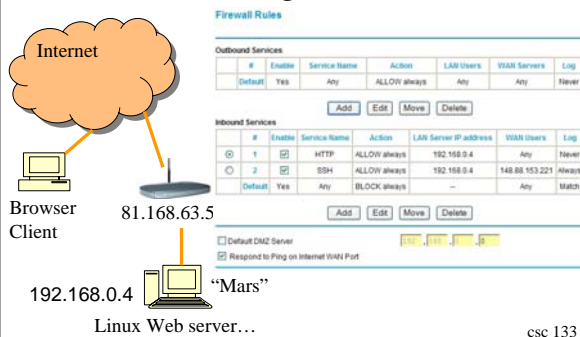 Firewall Rules
Outbound Services
# Enable Service Name Action LAN Users WAN Servers Log
Default Yes Any ALLOW always Any Any Never
Add Edit Move Delete
Inbound Services
# Enable Service Name Action LAN Server IP address WAN Users Log
1 HTTP ALLOW always 192.168.0.4 Any Never
2 SSH ALLOW always 192.168.0.4 148.88.153.221 Always
Default Yes Any BLOCK always -- Any Match
Add Edit Move Delete
Default DMZ Server
Respond to Ping on Internet WAN Port
Internet
Browser
Client
81.168.63.5
192.168.0.4
“Mars”
Linux Web server…
csc 133